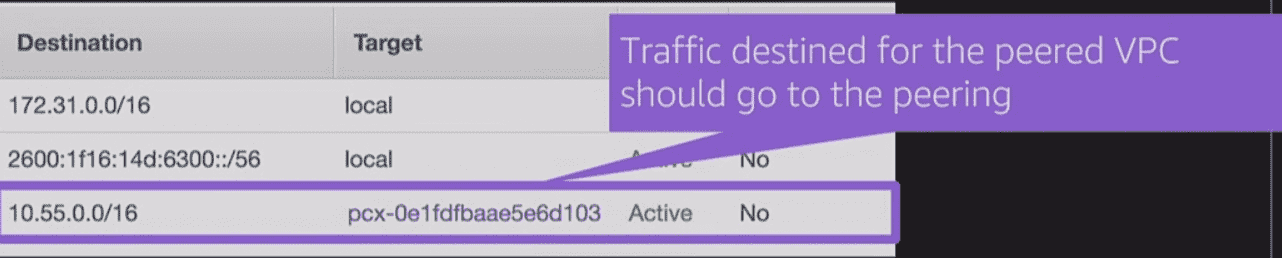 Destination Target
Traffic destined for the peered VPC
should go to the peering
172.31.0.0/16 local
2600:1f16:14d:6300::/56 local No
10.55.0.0/16 pcx-0e1fdfbaae5e6d103 Active No